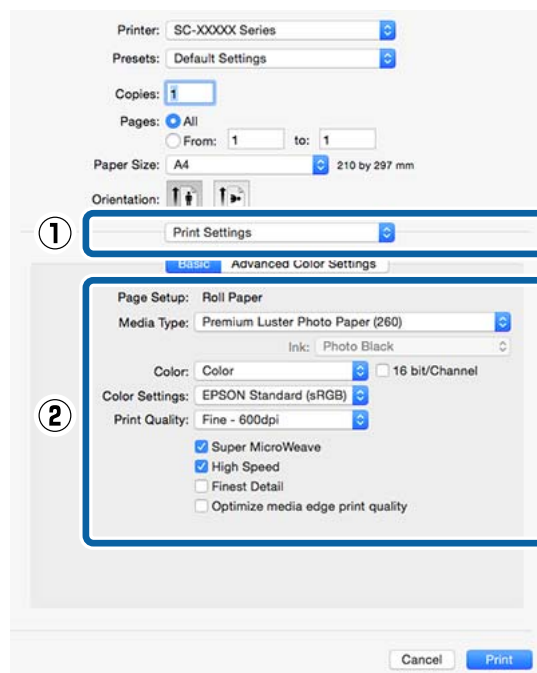 Printer: SC-XXXXX Series
Presets: Default Settings
Copies: 1
Pages: All
From: 1 to: 1
Paper Size: A4 210 by 297 mm
Orientation:
1
Print Settings
Basic Advanced Color Settings
Page Setup: Roll Paper
Media Type: Premium Luster Photo Paper (260)
Ink: Photo Black
Color: Color 16 bit/Channel
Color Settings: EPSON Standard (sRGB)
2
Print Quality: Fine - 600dpi
Super MicroWeave
High Speed
Finest Detail
Optimize media edge print quality
Cancel Print